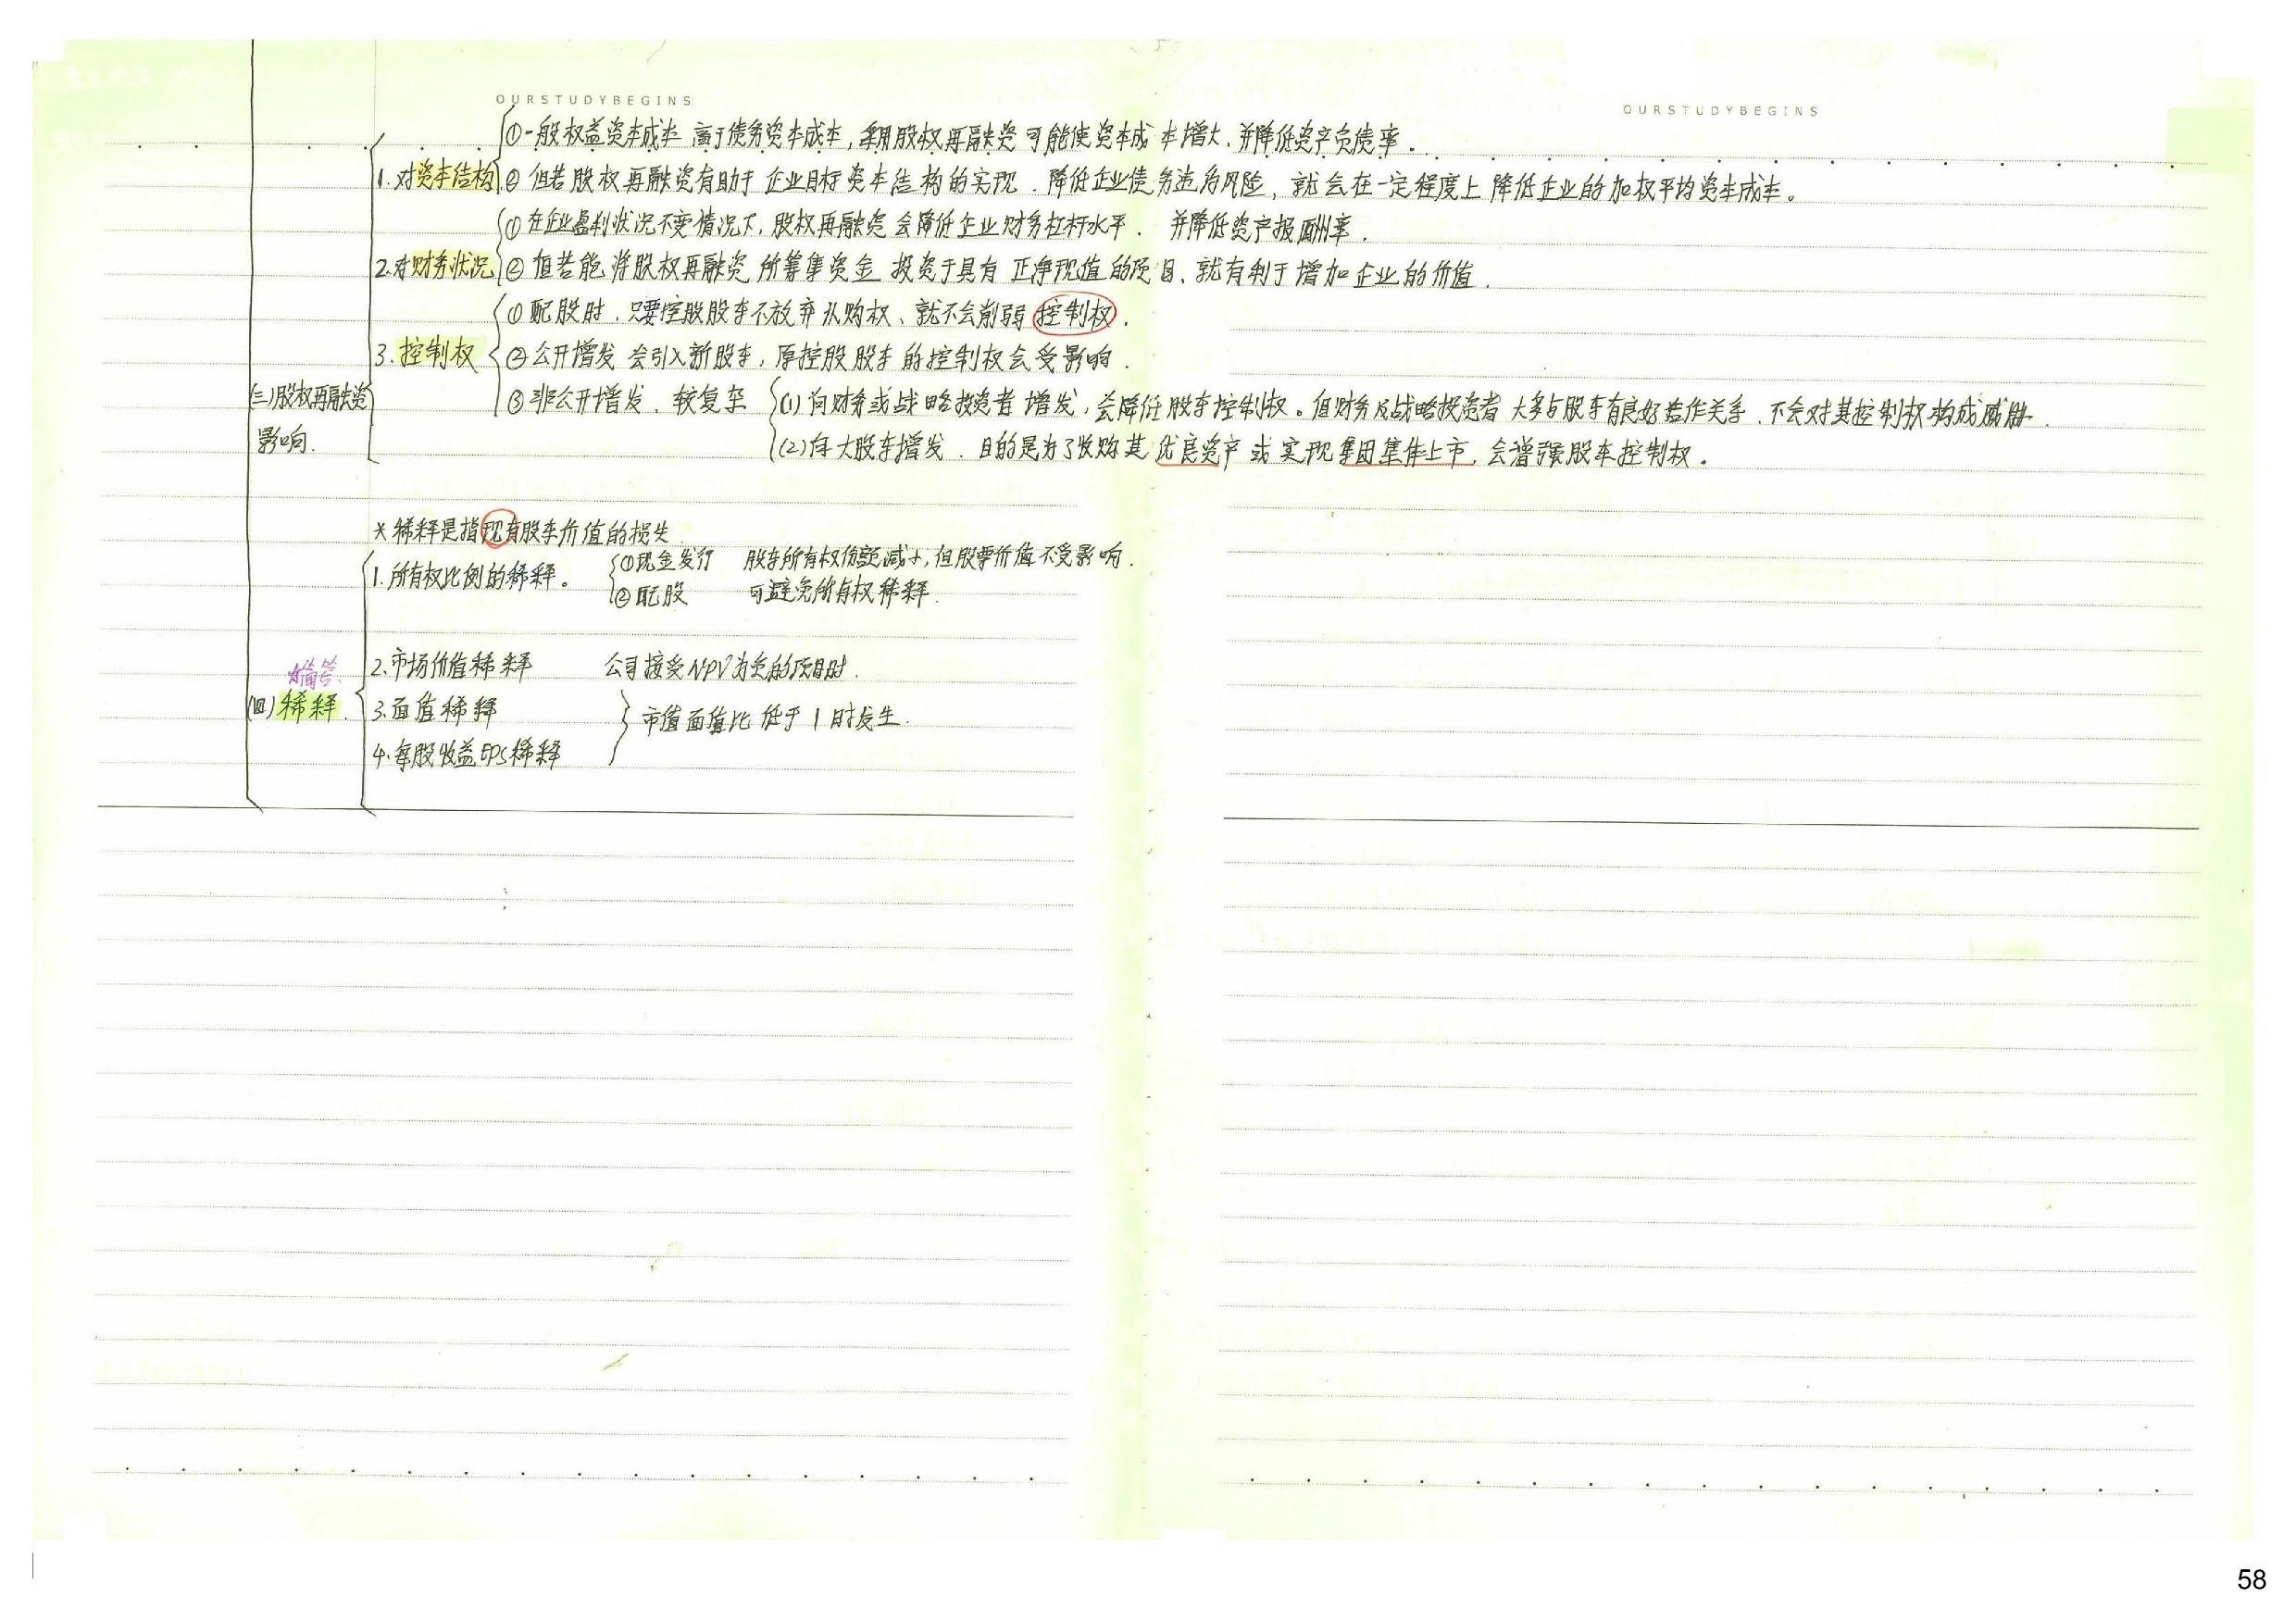 OURSTUDYBEGINS
OURSTUDYBEGINS
(三)股权再融资影响.
1. 对资本结构
①一般权益资本成本 高于债务资本成本,采用股权再融资可能使资本成本增大,并降低资产负债率.
② 但若股权再融资有助于企业目标资本结构的实现.降低企业债务违约风险,就会在一定程度上降低企业的加权平均资本成本。
2.对财务状况
①在企业盈利状况不变情况下,股权再融资会降低企业财务杠杆水平.并降低资产报酬率.
② 但若能将股权再融资所筹集资金投资于具有正净现值的项目、就有利于增加企业的价值.
3. 控制权
①配股时.只要控股股东不放弃认购权、就不会削弱控制权.
②公开增发会引入新股东,原控股股东的控制权会受影响.
③非公开增发.较复杂
(1)向财务或战略投资者增发,会降低股东控制权。但财务及战略投资者大多与股东有良好合作关系.不会对其控制权构成威胁.
(2)向大股东增发.目的是为了收购其优良资产或实现集团集体上市.会增强股东控制权.
(四)稀释.
*稀释是指现有股东价值的损失
1.所有权比例的稀释。
①现金发行 股东所有权份额减小,但股票价值不受影响.
②配股 可避免所有权稀释.
2.市场价值稀释 公司接受NPV为负的项目时.
3.面值稀释
4.每股收益EPS稀释
市值面值比低于1时发生.
58